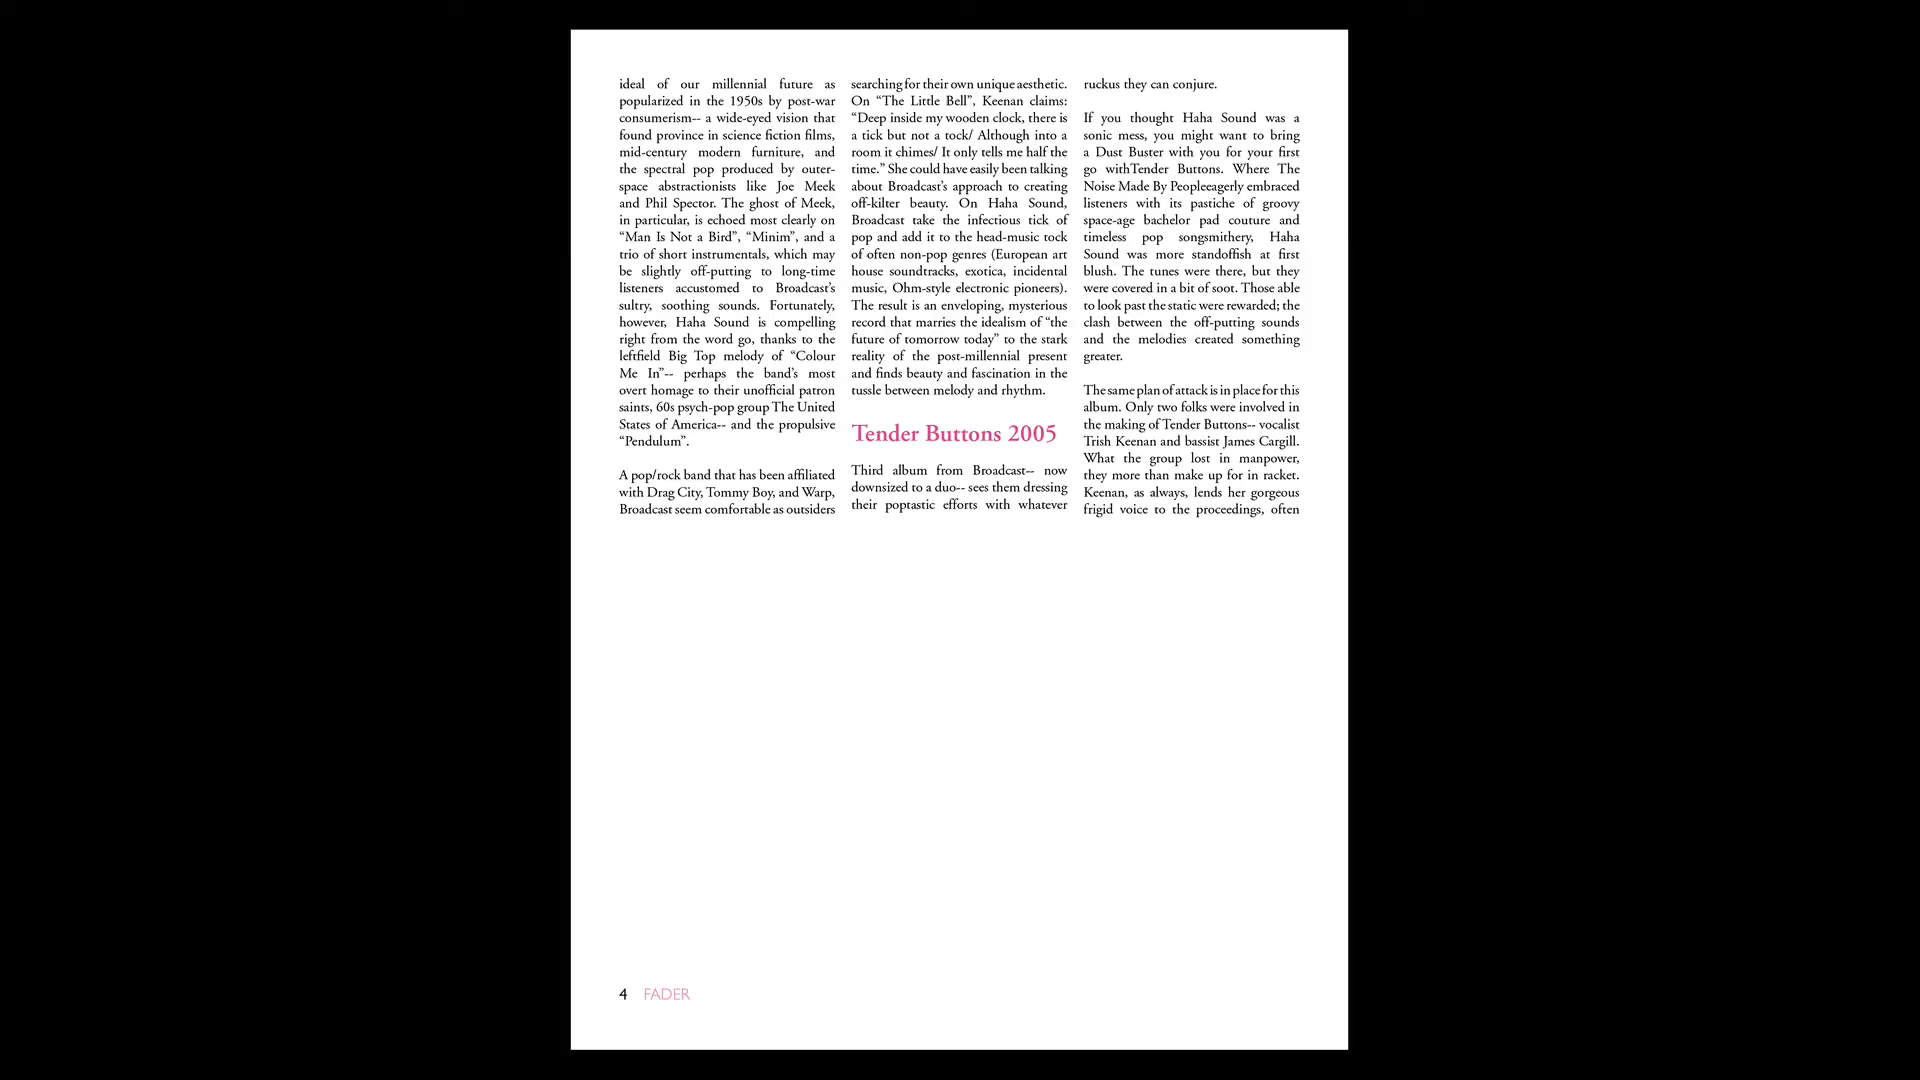 ideal of our millennial future as
popularized in the 1950s by post-war
consumerism-- a wide-eyed vision that
found province in science fiction films,
mid-century modern furniture, and
the spectral pop produced by outer-
space abstractionists like Joe Meek
and Phil Spector. The ghost of Meek,
in particular, is echoed most clearly on
“Man Is Not a Bird”, “Minim”, and a
trio of short instrumentals, which may
be slightly off-putting to long-time
listeners accustomed to Broadcast’s
sultry, soothing sounds. Fortunately,
however, Haha Sound is compelling
right from the word go, thanks to the
leftfield Big Top melody of “Colour
Me In”-- perhaps the band’s most
overt homage to their unofficial patron
saints, 60s psych-pop group The United
States of America-- and the propulsive
“Pendulum”.
A pop/rock band that has been affiliated
with Drag City, Tommy Boy, and Warp,
Broadcast seem comfortable as outsiders
searching for their own unique aesthetic.
On “The Little Bell”, Keenan claims:
“Deep inside my wooden clock, there is
a tick but not a tock/ Although into a
room it chimes/ It only tells me half the
time.” She could have easily been talking
about Broadcast’s approach to creating
off-kilter beauty. On Haha Sound,
Broadcast take the infectious tick of
pop and add it to the head-music tock
of often non-pop genres (European art
house soundtracks, exotica, incidental
music, Ohm-style electronic pioneers).
The result is an enveloping, mysterious
record that marries the idealism of “the
future of tomorrow today” to the stark
reality of the post-millennial present
and finds beauty and fascination in the
tussle between melody and rhythm.
Tender Buttons 2005
Third album from Broadcast-- now
downsized to a duo-- sees them dressing
their poptastic efforts with whatever
ruckus they can conjure.
If you thought Haha Sound was a
sonic mess, you might want to bring
a Dust Buster with you for your first
go withTender Buttons. Where The
Noise Made By Peopleeagerly embraced
listeners with its pastiche of groovy
space-age bachelor pad couture and
timeless pop songsmithery, Haha
Sound was more standoffish at first
blush. The tunes were there, but they
were covered in a bit of soot. Those able
to look past the static were rewarded; the
clash between the off-putting sounds
and the melodies created something
greater.
The same plan of attack is in place for this
album. Only two folks were involved in
the making of Tender Buttons-- vocalist
Trish Keenan and bassist James Cargill.
What the group lost in manpower,
they more than make up for in racket.
Keenan, as always, lends her gorgeous
frigid voice to the proceedings, often
4 FADER